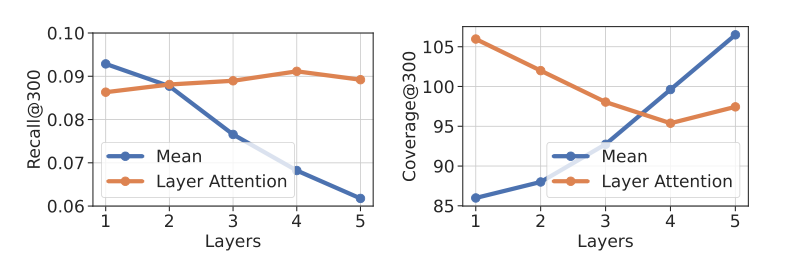 Recall@300
0.10
0.09
0.08
0.07
0.06
Mean
Layer Attention
1 2 3 4 5
Layers
Coverage@300
105
100
95
90
85
Mean
Layer Attention
1 2 3 4 5
Layers